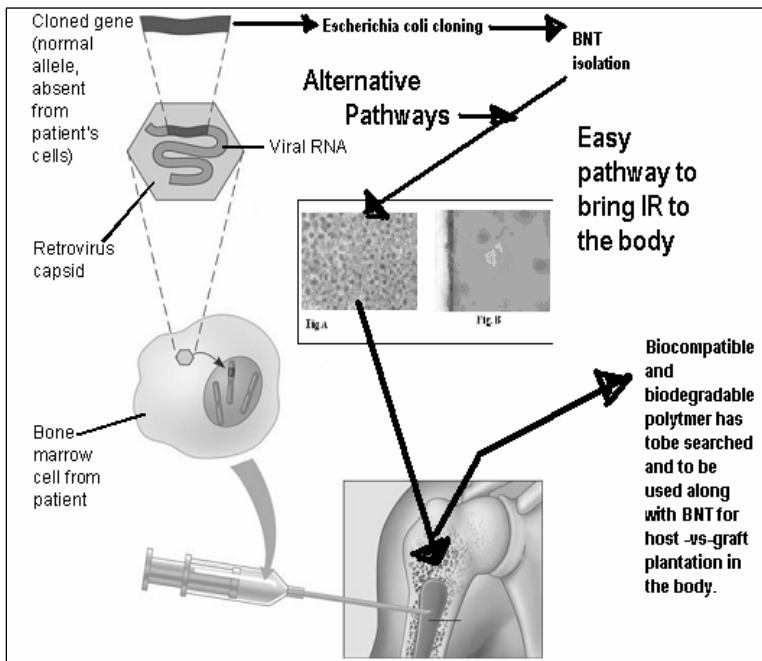 Cloned gene
(normal
allele,
absent
from
patient's
cells)
Escherichia coli cloning
BNT
isolation
Alternative
Pathways
Viral RNA
Easy
pathway to
bring IR to
the body
Retrovirus
capsid
Fig.A
Fig. B
Bone
marrow
cell from
patient
Biocompatible
and
biodegradable
polytmer has
tobe searched
and to be
used along
with BNT for
host -vs-graft
plantation in
the body.